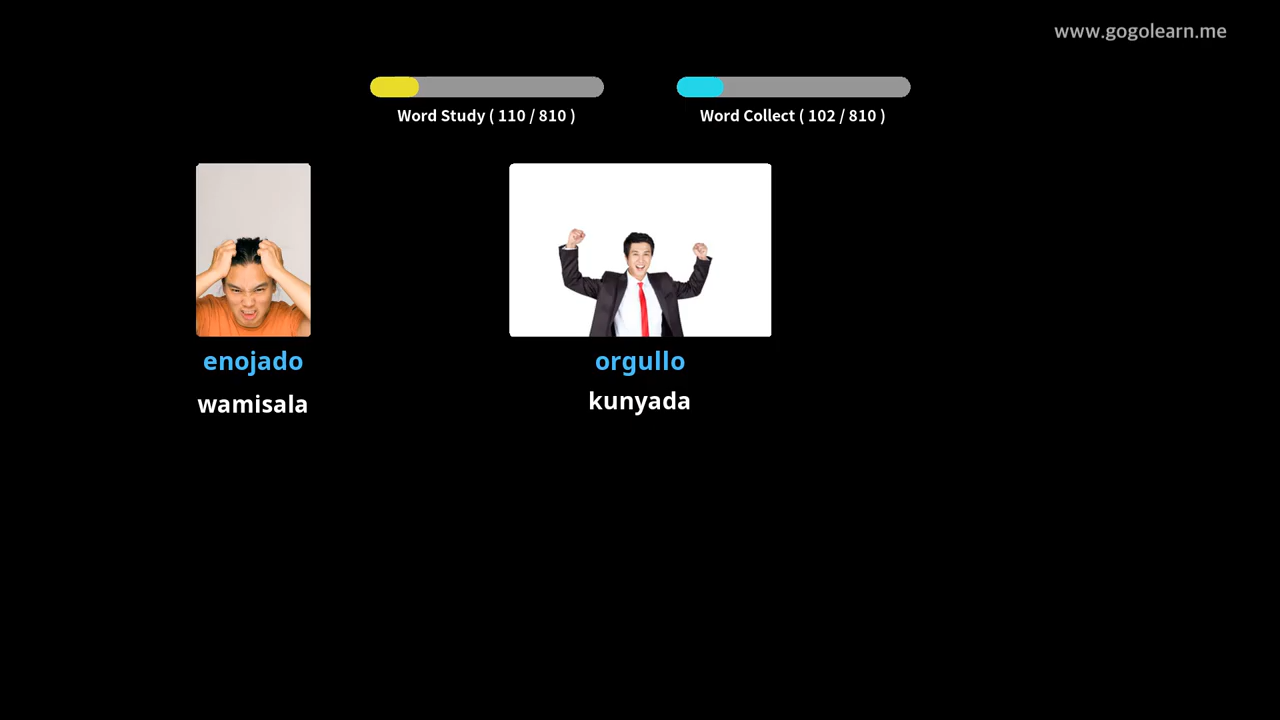 www.gogolearn.me
Word Study ( 110 / 810 )
Word Collect ( 102 / 810 )
enojado
wamisala
orgullo
kunyada